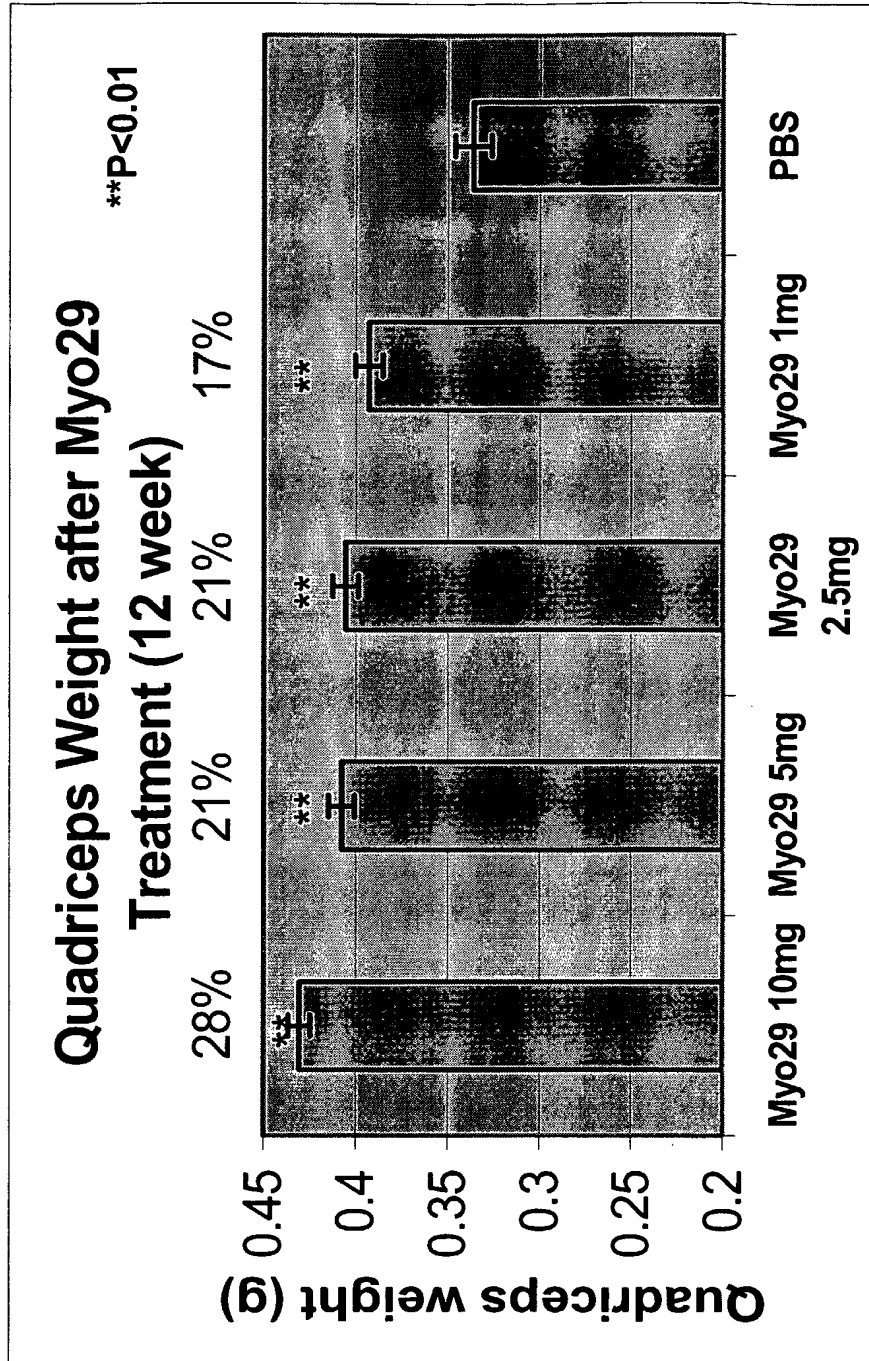 Quadriceps Weight after Myo29
Treatment (12 week)
**P<0.01
28% 21% 21% 17%
** ** ** **
Quadriceps weight (g)
0.45
0.4
0.35
0.3
0.25
0.2
Myo29 10mg Myo29 5mg Myo29 Myo29 1mg PBS
2.5mg